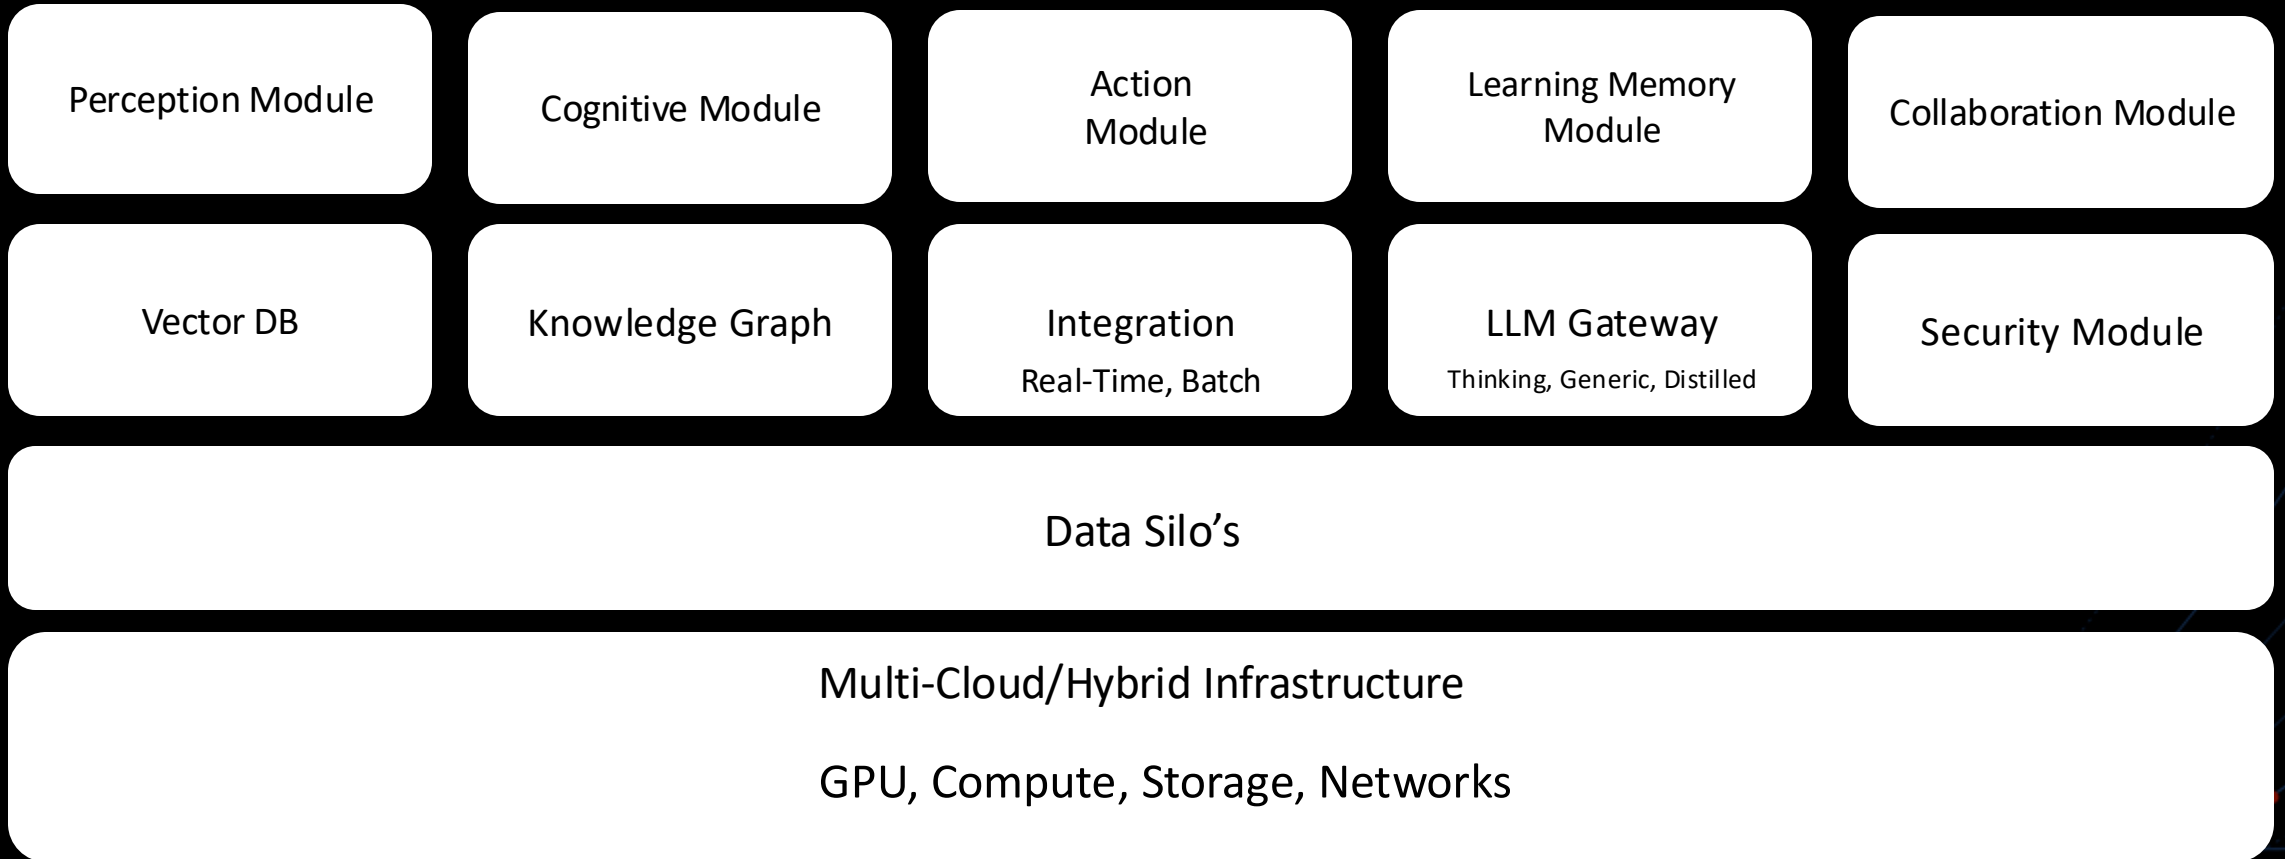 Perception Module
Cognitive Module
Action
Module
Learning Memory
Module
Collaboration Module
Vector DB
Knowledge Graph
Integration
Real-Time, Batch
LLM Gateway
Thinking, Generic, Distilled
Security Module
Data Silo’s
Multi-Cloud/Hybrid Infrastructure
GPU, Compute, Storage, Networks